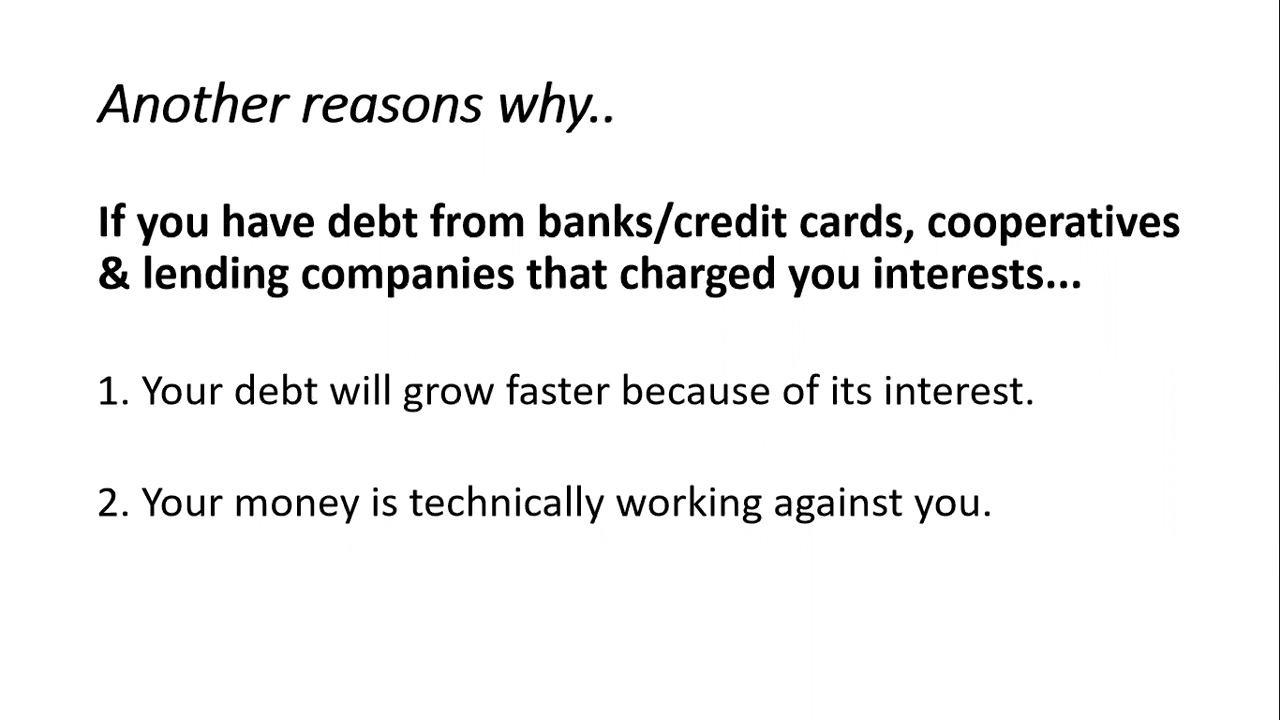 Another reasons why..
If you have debt from banks/credit cards, cooperatives
& lending companies that charged you interests...
1. Your debt will grow faster because of its interest.
2. Your money is technically working against you.